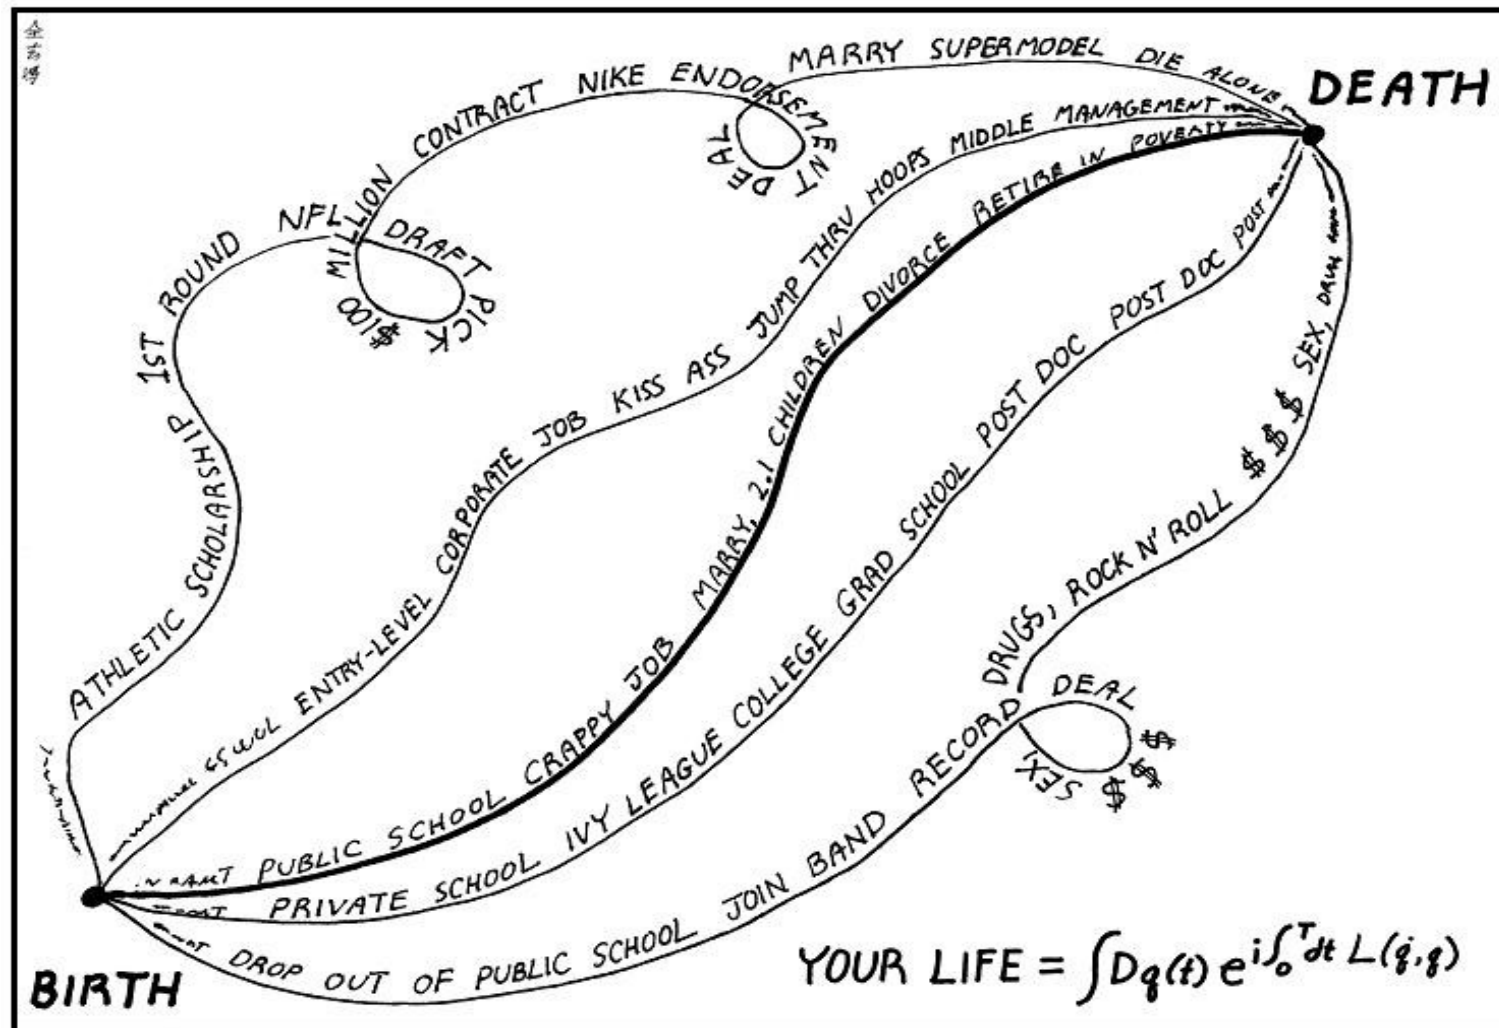 DEATH
MARRY SUPERMODEL DIE ALONE
ATHLETIC SCHOLARSHIP 1ST ROUND NFL DRAFT PICK $100 MILLION CONTRACT NIKE ENDORSEMENT DEAL
ENTRY-LEVEL CORPORATE JOB KISS ASS JUMP THRU HOOPS MIDDLE MANAGEMENT
PUBLIC SCHOOL CRAPPY JOB MARRY, 2.1 CHILDREN DIVORCE RETIRE IN POVERTY
PRIVATE SCHOOL IVY LEAGUE COLLEGE GRAD SCHOOL POST DOC POST DOC POST
DROP OUT OF PUBLIC SCHOOL JOIN BAND RECORD DEAL $ $ $ SEX, DRUGS, ROCK N' ROLL $ $ $ SEX, DRUG
BIRTH
YOUR LIFE = ∫Dq(t) e^{i∫₀ᵀdt L(q̇,q)}